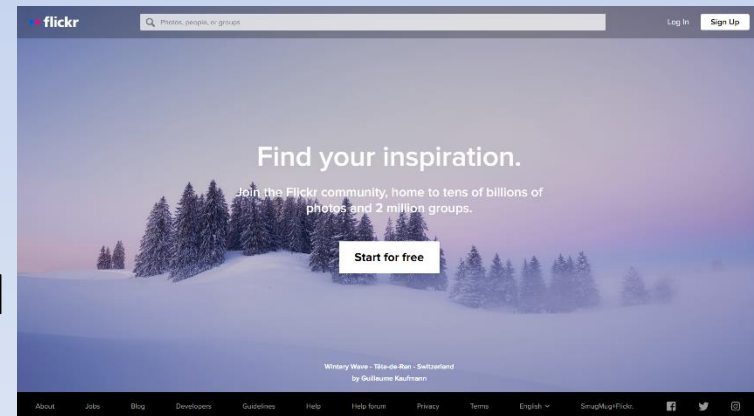 flickr
Photos, people, or groups
Log In
Sign Up
Find your inspiration.
Join the Flickr community, home to tens of billions of
photos and 2 million groups.
Start for free
Wintery Wave - Tête-de-Ran - Switzerland
by Guillaume Kaufmann
About Jobs Blog Developers Guidelines Help Help forum Privacy Terms English SmugMug+Flickr.